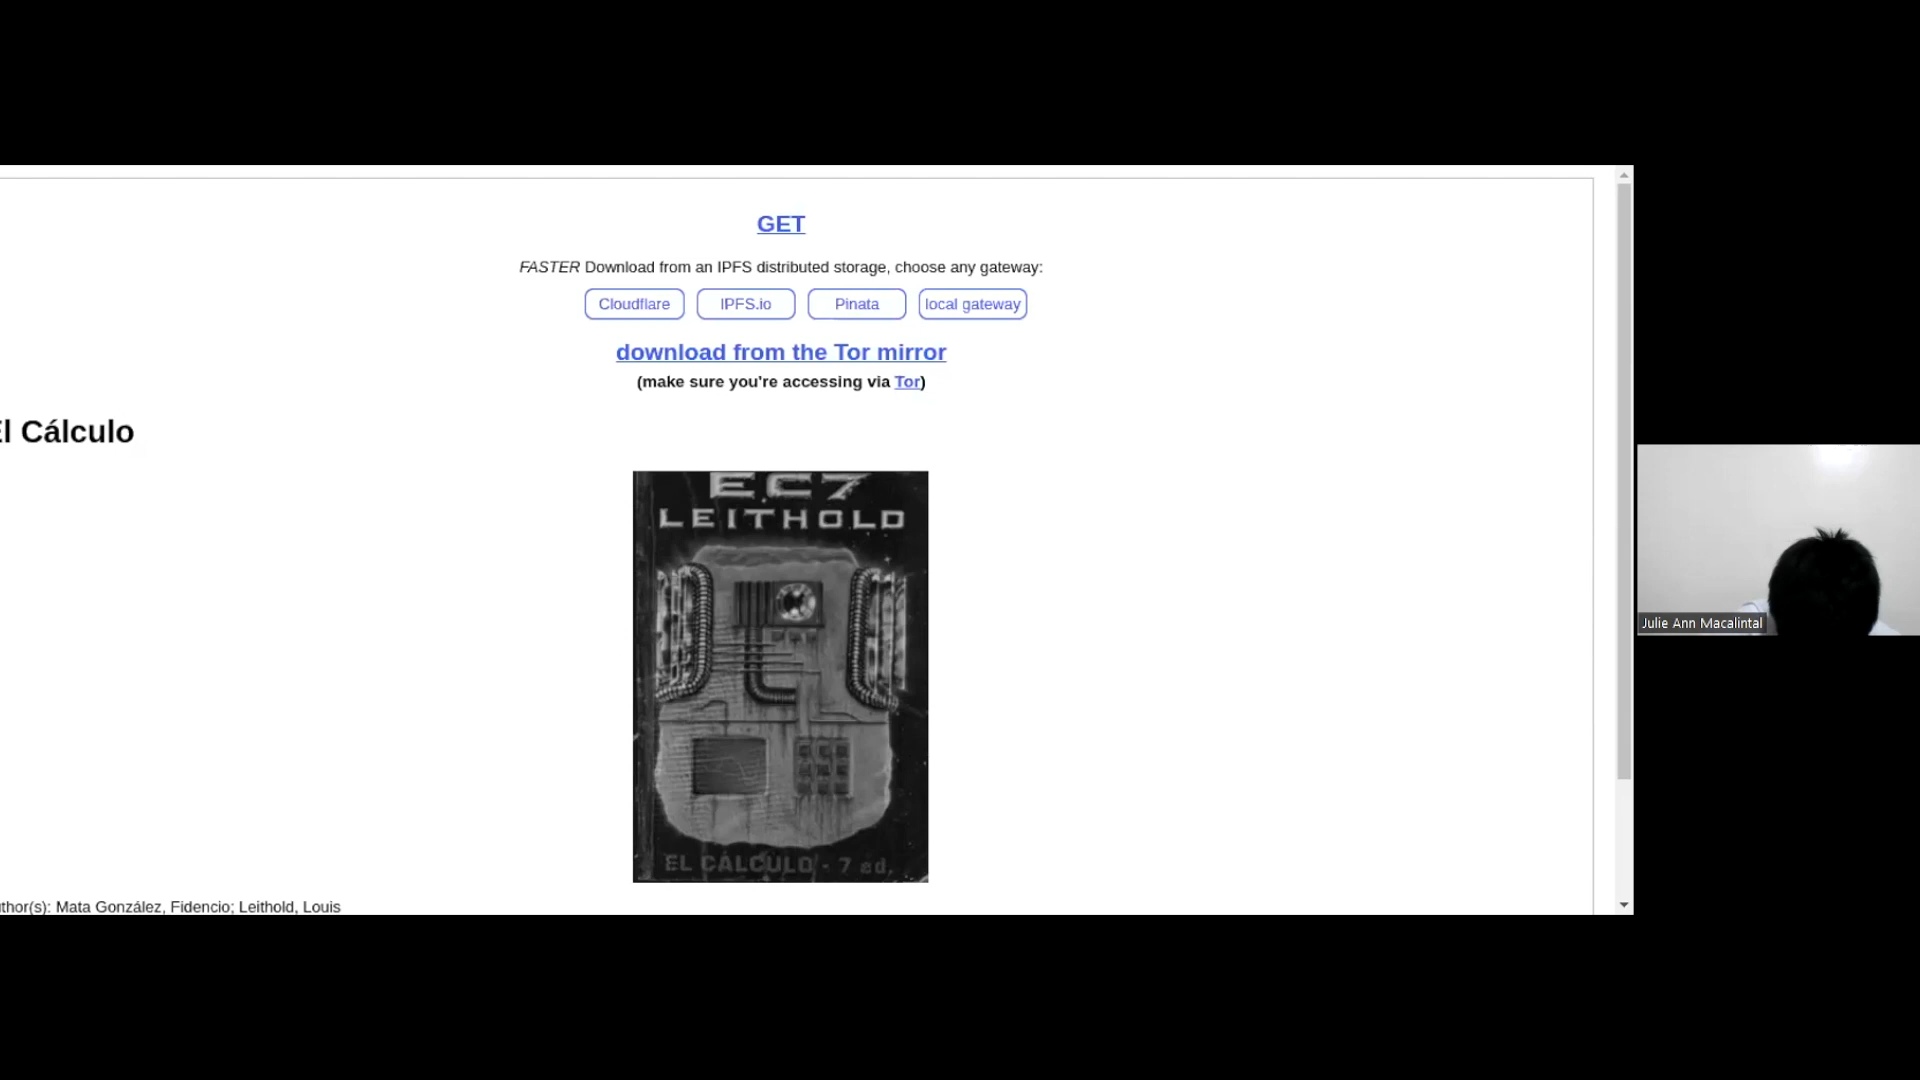 GET
FASTER Download from an IPFS distributed storage, choose any gateway:
Cloudflare IPFS.io Pinata local gateway
download from the Tor mirror
(make sure you're accessing via Tor)
El Cálculo
EC7
LEITHOLD
EL CÁLCULO - 7 ed.
thor(s): Mata González, Fidencio; Leithold, Louis
Julie Ann Macalintal